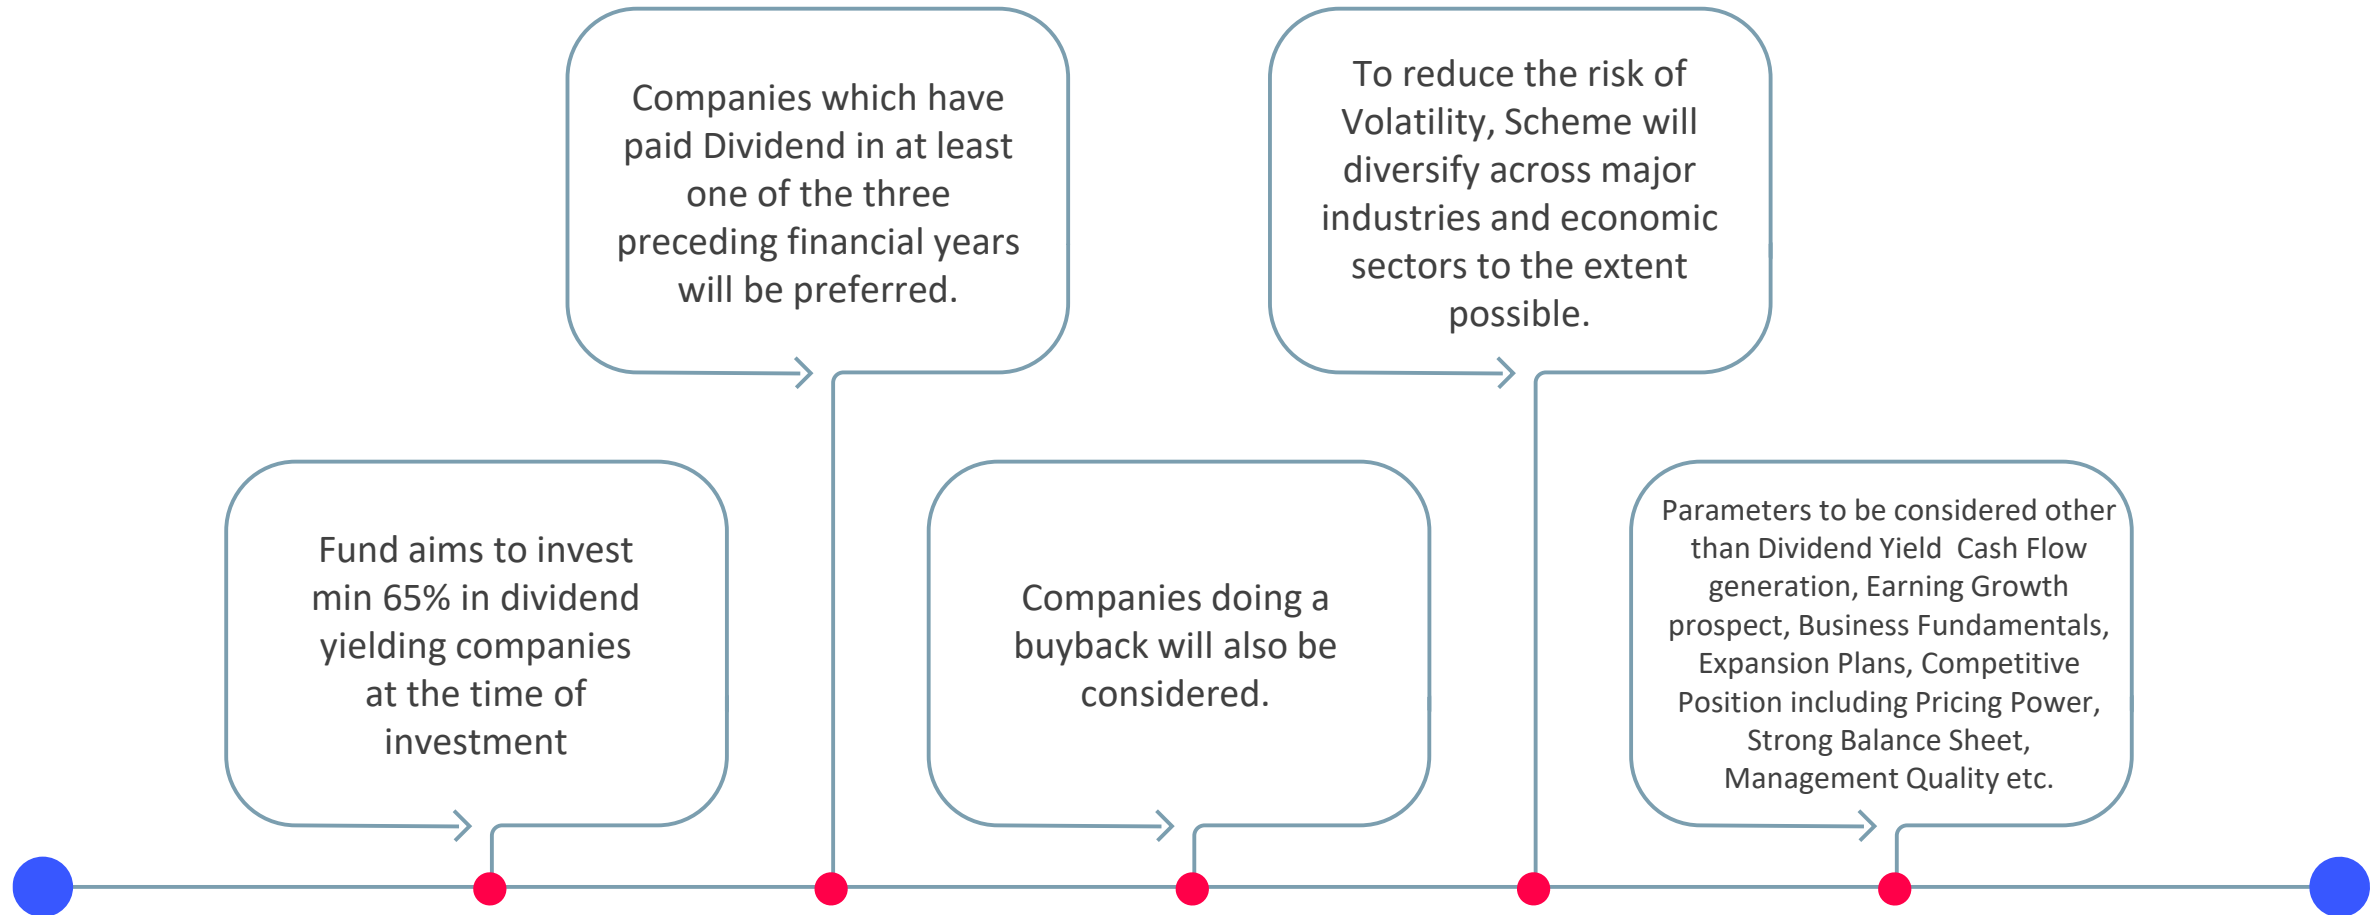 Fund aims to invest
min 65% in dividend
yielding companies
at the time of
investment
Companies which have
paid Dividend in at least
one of the three
preceding financial years
will be preferred.
Companies doing a
buyback will also be
considered.
To reduce the risk of
Volatility, Scheme will
diversify across major
industries and economic
sectors to the extent
possible.
Parameters to be considered other
than Dividend Yield  Cash Flow
generation, Earning Growth
prospect, Business Fundamentals,
Expansion Plans, Competitive
Position including Pricing Power,
Strong Balance Sheet,
Management Quality etc.